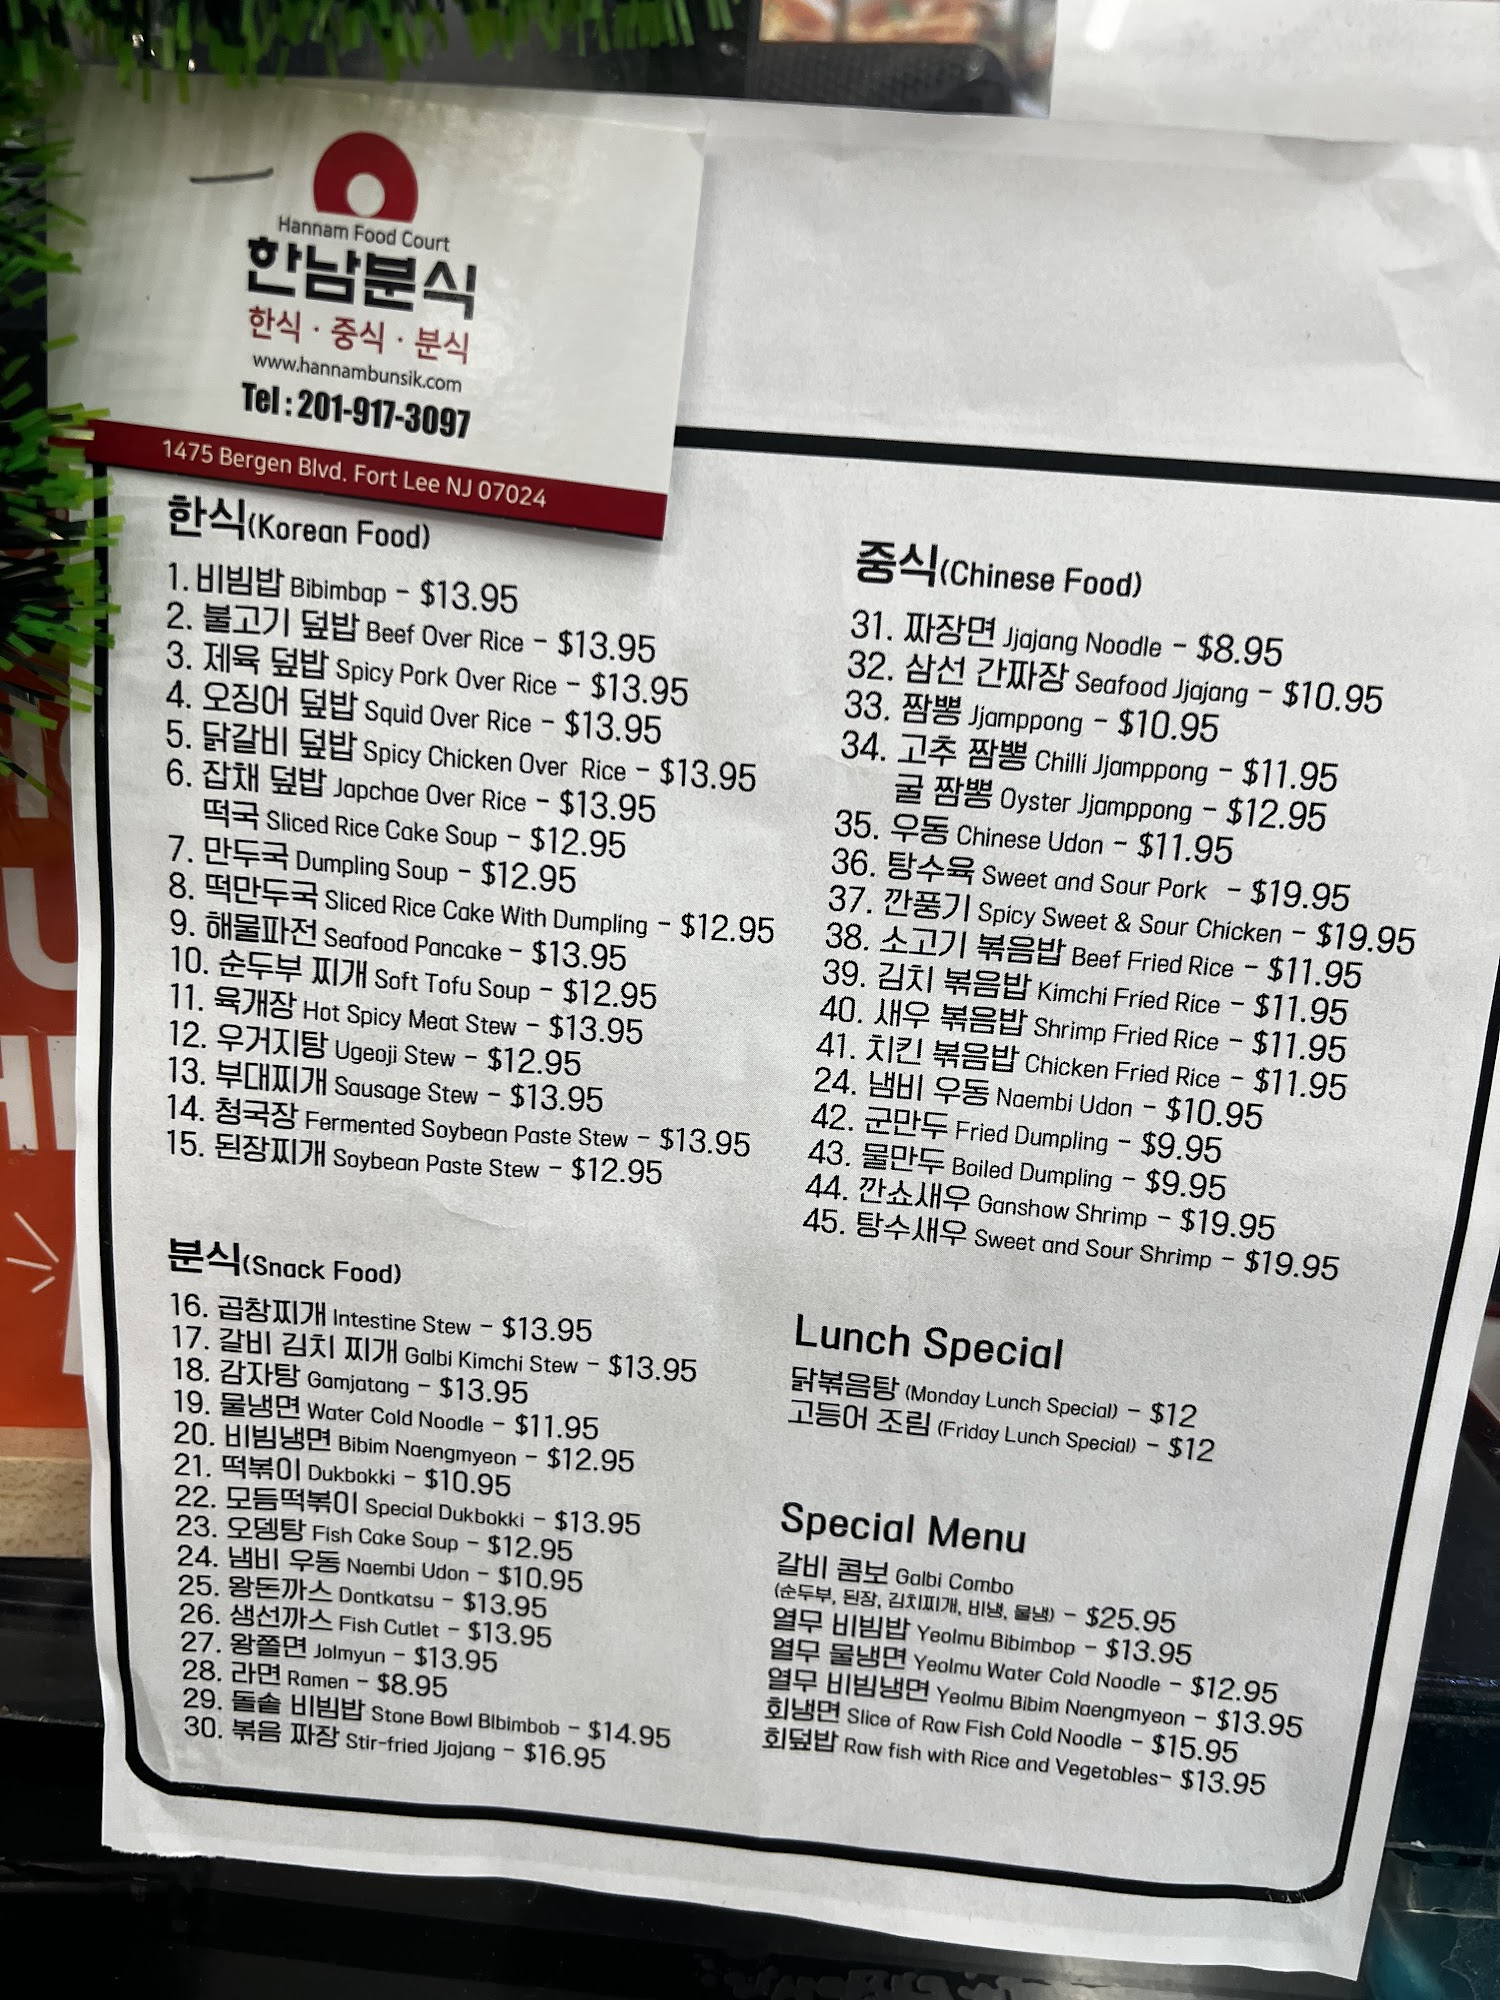 Hannam Food Court
한남분식
한식 · 중식 · 분식
www.hannambunsik.com
Tel : 201-917-3097
1475 Bergen Blvd. Fort Lee NJ 07024
한식(Korean Food)
1. 비빔밥 Bibimbap - $13.95
2. 불고기 덮밥 Beef Over Rice - $13.95
3. 제육 덮밥 Spicy Pork Over Rice - $13.95
4. 오징어 덮밥 Squid Over Rice - $13.95
5. 닭갈비 덮밥 Spicy Chicken Over Rice - $13.95
6. 잡채 덮밥 Japchae Over Rice - $13.95
떡국 Sliced Rice Cake Soup - $12.95
7. 만두국 Dumpling Soup - $12.95
8. 떡만두국 Sliced Rice Cake With Dumpling - $12.95
9. 해물파전 Seafood Pancake - $13.95
10. 순두부 찌개 Soft Tofu Soup - $12.95
11. 육개장 Hot Spicy Meat Stew - $13.95
12. 우거지탕 Ugeoji Stew - $12.95
13. 부대찌개 Sausage Stew - $13.95
14. 청국장 Fermented Soybean Paste Stew - $13.95
15. 된장찌개 Soybean Paste Stew - $12.95
분식(Snack Food)
16. 곱창찌개 Intestine Stew - $13.95
17. 갈비 김치 찌개 Galbi Kimchi Stew - $13.95
18. 감자탕 Gamjatang - $13.95
19. 물냉면 Water Cold Noodle - $11.95
20. 비빔냉면 Bibim Naengmyeon - $12.95
21. 떡볶이 Dukbokki - $10.95
22. 모듬떡볶이 Special Dukbokki - $13.95
23. 오뎅탕 Fish Cake Soup - $12.95
24. 냄비 우동 Naembi Udon - $10.95
25. 왕돈까스 Dontkatsu - $13.95
26. 생선까스 Fish Cutlet - $13.95
27. 왕쫄면 Jolmyun - $13.95
28. 라면 Ramen - $8.95
29. 돌솥 비빔밥 Stone Bowl BIbimbob - $14.95
30. 볶음 짜장 Stir-fried Jjajang - $16.95
중식(Chinese Food)
31. 짜장면 Jjajang Noodle - $8.95
32. 삼선 간짜장 Seafood Jjajang - $10.95
33. 짬뽕 Jjamppong - $10.95
34. 고추 짬뽕 Chilli Jjamppong - $11.95
굴 짬뽕 Oyster Jjamppong - $12.95
35. 우동 Chinese Udon - $11.95
36. 탕수육 Sweet and Sour Pork - $19.95
37. 깐풍기 Spicy Sweet & Sour Chicken - $19.95
38. 소고기 볶음밥 Beef Fried Rice - $11.95
39. 김치 볶음밥 Kimchi Fried Rice - $11.95
40. 새우 볶음밥 Shrimp Fried Rice - $11.95
41. 치킨 볶음밥 Chicken Fried Rice - $11.95
24. 냄비 우동 Naembi Udon - $10.95
42. 군만두 Fried Dumpling - $9.95
43. 물만두 Boiled Dumpling - $9.95
44. 깐쇼새우 Ganshow Shrimp - $19.95
45. 탕수새우 Sweet and Sour Shrimp - $19.95
Lunch Special
닭볶음탕 (Monday Lunch Special) - $12
고등어 조림 (Friday Lunch Special) - $12
Special Menu
갈비 콤보 Galbi Combo
(순두부, 된장, 김치찌개, 비냉, 물냉) - $25.95
열무 비빔밥 Yeolmu Bibimbop - $13.95
열무 물냉면 Yeolmu Water Cold Noodle - $12.95
열무 비빔냉면 Yeolmu Bibim Naengmyeon - $13.95
회냉면 Slice of Raw Fish Cold Noodle - $15.95
회덮밥 Raw fish with Rice and Vegetables- $13.95